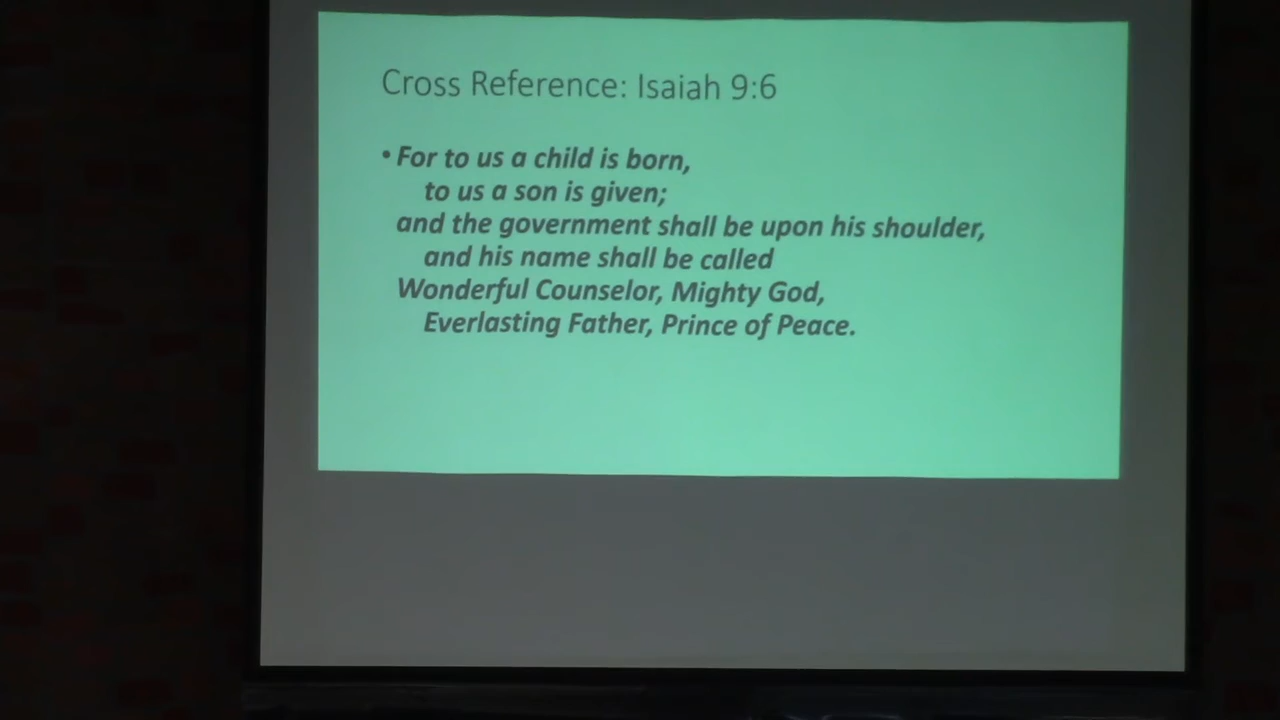 Cross Reference: Isaiah 9:6
• For to us a child is born,
to us a son is given;
and the government shall be upon his shoulder,
and his name shall be called
Wonderful Counselor, Mighty God,
Everlasting Father, Prince of Peace.